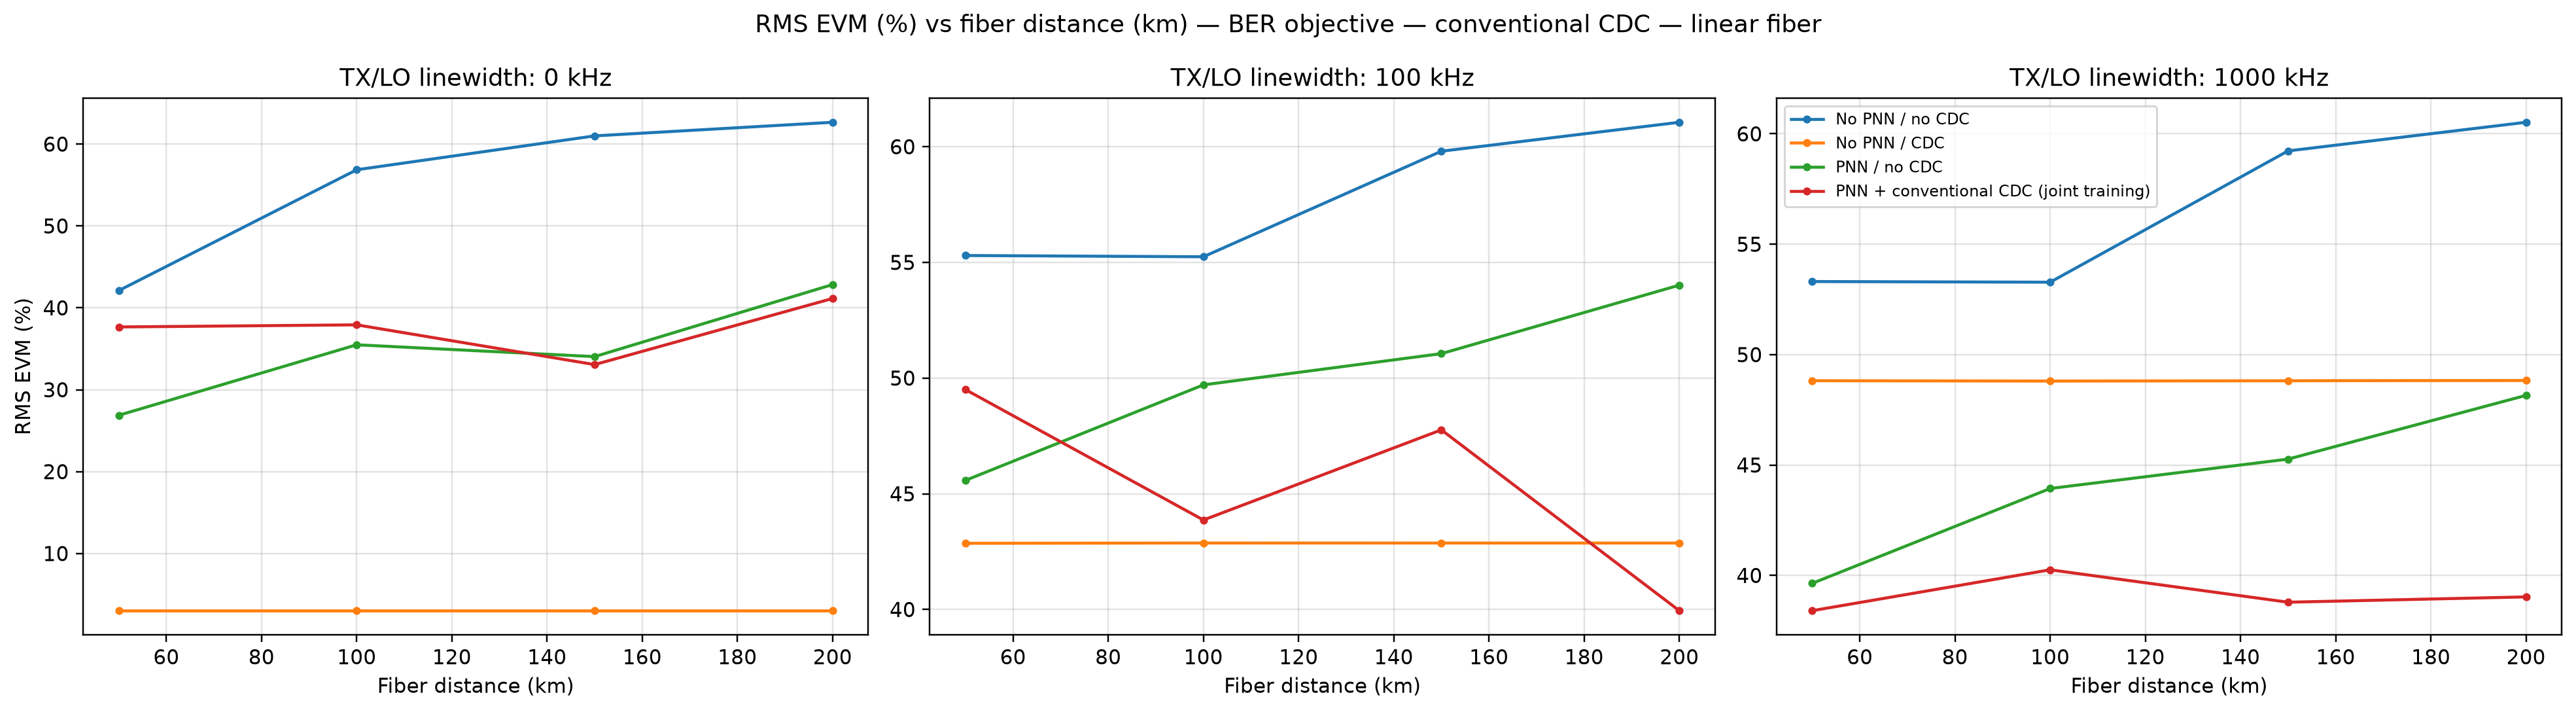 RMS EVM (%) vs fiber distance (km) — BER objective — conventional CDC — linear fiber
TX/LO linewidth: 0 kHz
RMS EVM (%)
60
50
40
30
20
10
60 80 100 120 140 160 180 200
Fiber distance (km)
TX/LO linewidth: 100 kHz
60
55
50
45
40
60 80 100 120 140 160 180 200
Fiber distance (km)
TX/LO linewidth: 1000 kHz
No PNN / no CDC
No PNN / CDC
PNN / no CDC
PNN + conventional CDC (joint training)
60
55
50
45
40
60 80 100 120 140 160 180 200
Fiber distance (km)